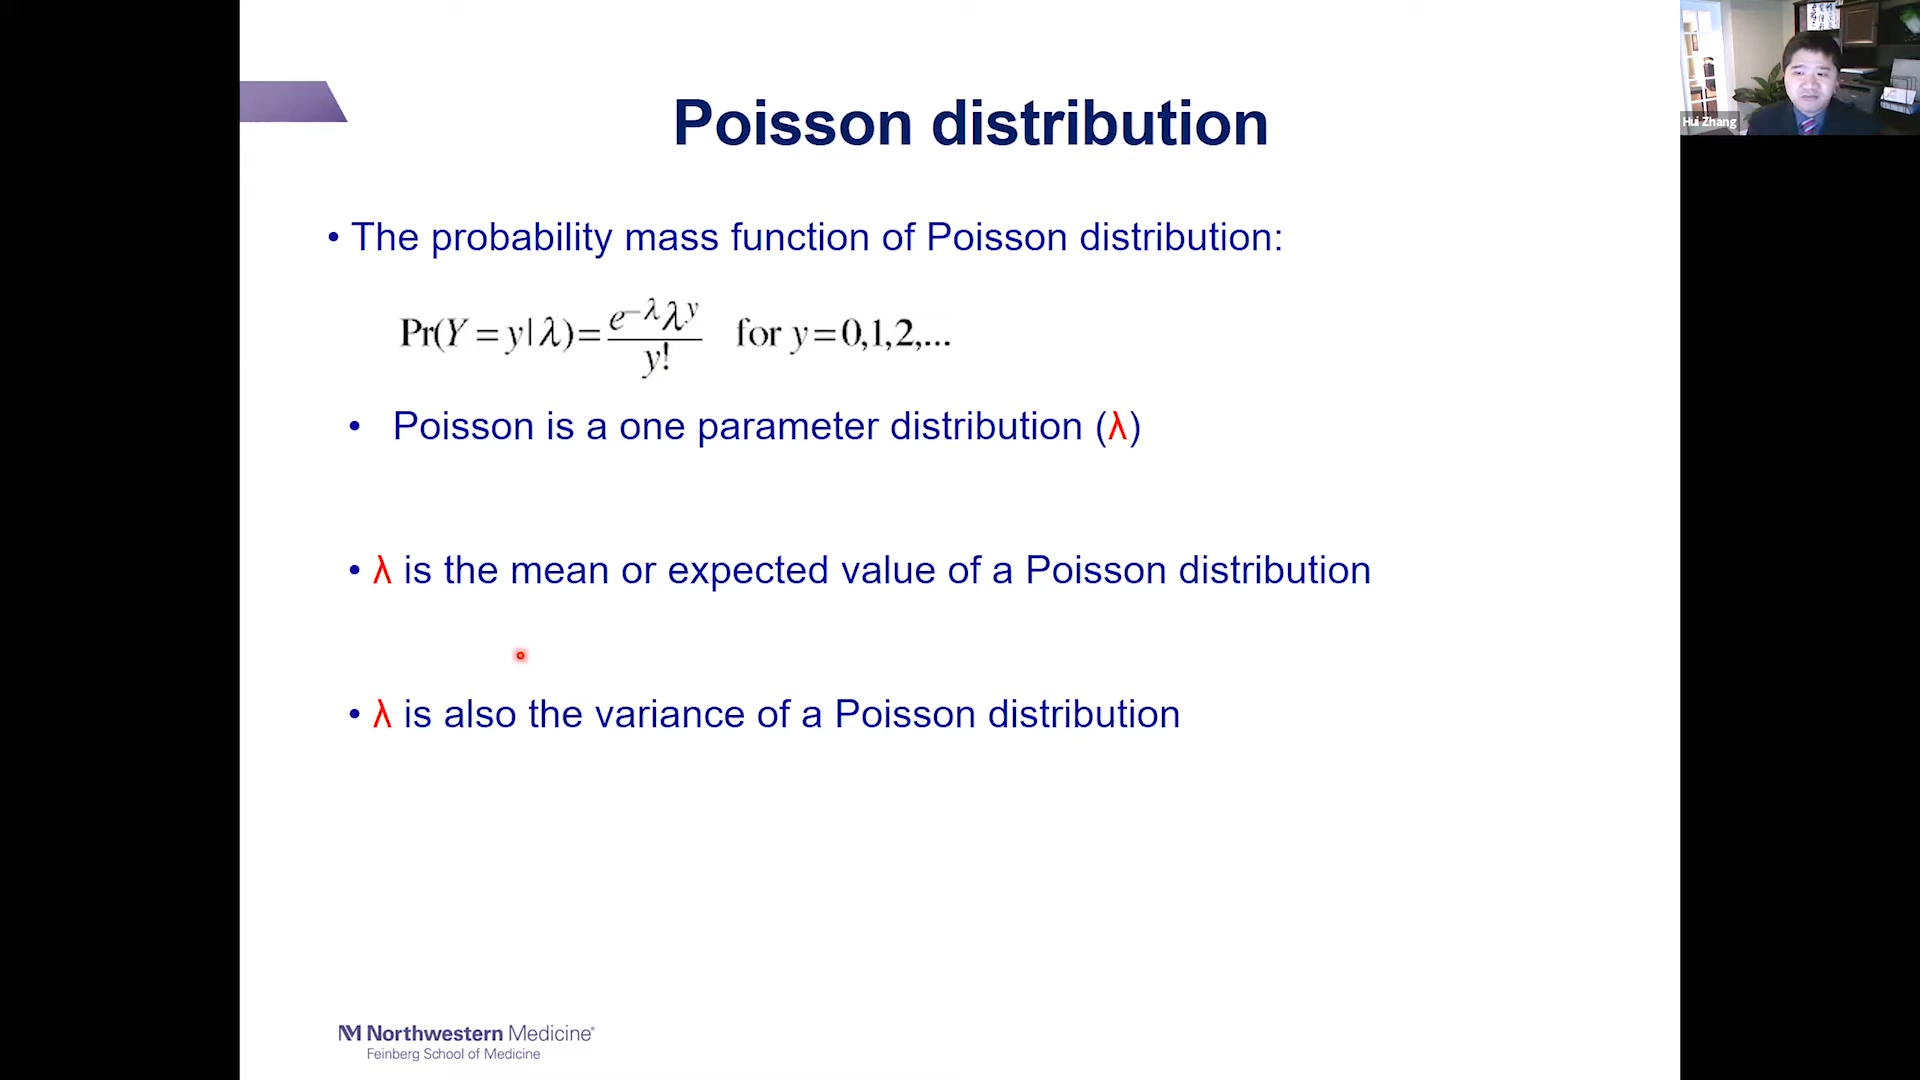 Poisson distribution
Hui Zhang
• The probability mass function of Poisson distribution:
Pr(Y = y | λ) = e^{−λ} λ^y / y! for y = 0,1,2,...
• Poisson is a one parameter distribution (λ)
• λ is the mean or expected value of a Poisson distribution
• λ is also the variance of a Poisson distribution
NM Northwestern Medicine®
Feinberg School of Medicine